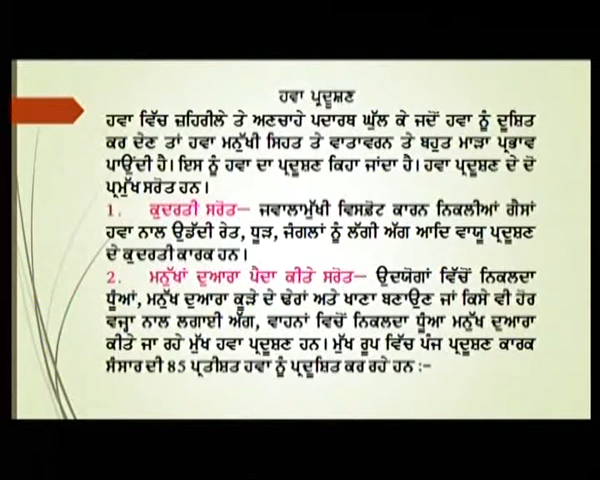 ਹਵਾ ਪ੍ਰਦੂਸ਼ਣ
ਹਵਾ ਵਿੱਚ ਜ਼ਹਿਰੀਲੇ ਤੇ ਅਣਚਾਹੇ ਪਦਾਰਥ ਘੁੱਲ ਕੇ ਜਦੋਂ ਹਵਾ ਨੂੰ ਦੂਸ਼ਿਤ
ਕਰ ਦੇਣ ਤਾਂ ਹਵਾ ਮਨੁੱਖੀ ਸਿਹਤ ਤੇ ਵਾਤਾਵਰਨ ਤੇ ਬਹੁਤ ਮਾੜਾ ਪ੍ਰਭਾਵ
ਪਾਉਂਦੀ ਹੈ। ਇਸ ਨੂੰ ਹਵਾ ਦਾ ਪ੍ਰਦੂਸ਼ਣ ਕਿਹਾ ਜਾਂਦਾ ਹੈ। ਹਵਾ ਪ੍ਰਦੂਸ਼ਣ ਦੇ ਦੋ
ਪ੍ਰਮੁੱਖ ਸਰੋਤ ਹਨ।
1. ਕੁਦਰਤੀ ਸਰੋਤ— ਜਵਾਲਾਮੁੱਖੀ ਵਿਸਫ਼ੋਟ ਕਾਰਨ ਨਿਕਲੀਆਂ ਗੈਸਾਂ
ਹਵਾ ਨਾਲ ਉਡੱਦੀ ਰੇਤ, ਧੂੜ, ਜੰਗਲਾਂ ਨੂੰ ਲੱਗੀ ਅੱਗ ਆਦਿ ਵਾਯੂ ਪ੍ਰਦੂਸ਼ਣ
ਦੇ ਕੁਦਰਤੀ ਕਾਰਕ ਹਨ।
2. ਮਨੁੱਖਾਂ ਦੁਆਰਾ ਪੈਦਾ ਕੀਤੇ ਸਰੋਤ— ਉਦਯੋਗਾਂ ਵਿੱਚੋਂ ਨਿਕਲਦਾ
ਧੂੰਆਂ, ਮਨੁੱਖ ਦੁਆਰਾ ਕੂੜੇ ਦੇ ਢੇਰਾਂ ਅਤੇ ਖਾਣਾ ਬਣਾਉਣ ਜਾਂ ਕਿਸੇ ਵੀ ਹੋਰ
ਵਜ੍ਹਾ ਨਾਲ ਲਗਾਈ ਅੱਗ, ਵਾਹਨਾਂ ਵਿਚੋਂ ਨਿਕਲਦਾ ਧੂੰਆ ਮਨੁੱਖ ਦੁਆਰਾ
ਕੀਤੇ ਜਾ ਰਹੇ ਮੁੱਖ ਹਵਾ ਪ੍ਰਦੂਸ਼ਣ ਹਨ। ਮੁੱਖ ਰੂਪ ਵਿੱਚ ਪੰਜ ਪ੍ਰਦੂਸ਼ਣ ਕਾਰਕ
ਸੰਸਾਰ ਦੀ 85 ਪ੍ਰਤੀਸ਼ਤ ਹਵਾ ਨੂੰ ਪ੍ਰਦੂਸ਼ਿਤ ਕਰ ਰਹੇ ਹਨ :-